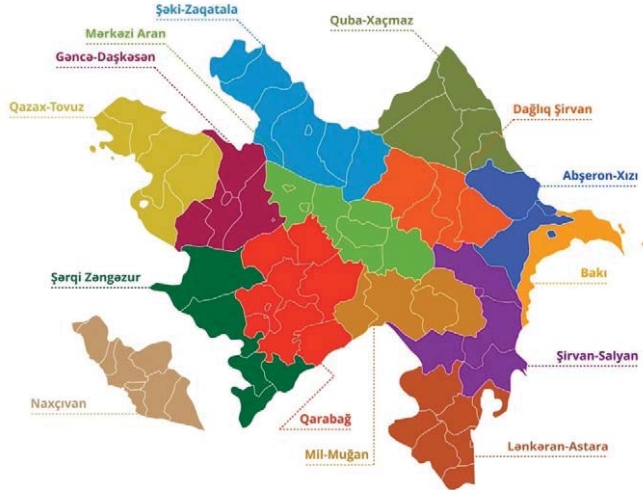 Şəki-Zaqatala
Quba-Xaçmaz
Mərkəzi Aran
Gəncə-Daşkəsən
Qazax-Tovuz
Dağlıq Şirvan
Abşeron-Xızı
Şərqi Zəngəzur
Bakı
Şirvan-Salyan
Naxçıvan
Qarabağ
Mil-Muğan
Lənkəran-Astara